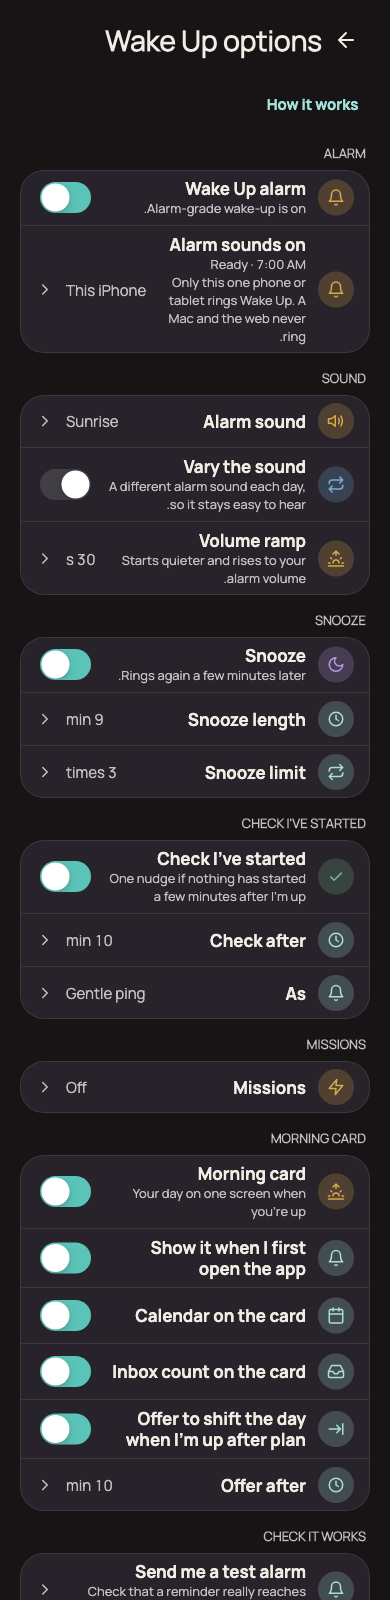 Wake Up options
How it works
ALARM
Wake Up alarm
.Alarm-grade wake-up is on
Alarm sounds on
Ready · 7:00 AM
Only this one phone or
tablet rings Wake Up. A
Mac and the web never
.ring
This iPhone
SOUND
Alarm sound
Sunrise
Vary the sound
A different alarm sound each day,
.so it stays easy to hear
Volume ramp
Starts quieter and rises to your
.alarm volume
s 30
SNOOZE
Snooze
.Rings again a few minutes later
Snooze length
min 9
Snooze limit
times 3
CHECK I'VE STARTED
Check I've started
One nudge if nothing has started
a few minutes after I'm up
Check after
min 10
As
Gentle ping
MISSIONS
Missions
Off
MORNING CARD
Morning card
Your day on one screen when
you're up
Show it when I first
open the app
Calendar on the card
Inbox count on the card
Offer to shift the day
when I'm up after plan
Offer after
min 10
CHECK IT WORKS
Send me a test alarm
Check that a reminder really reaches